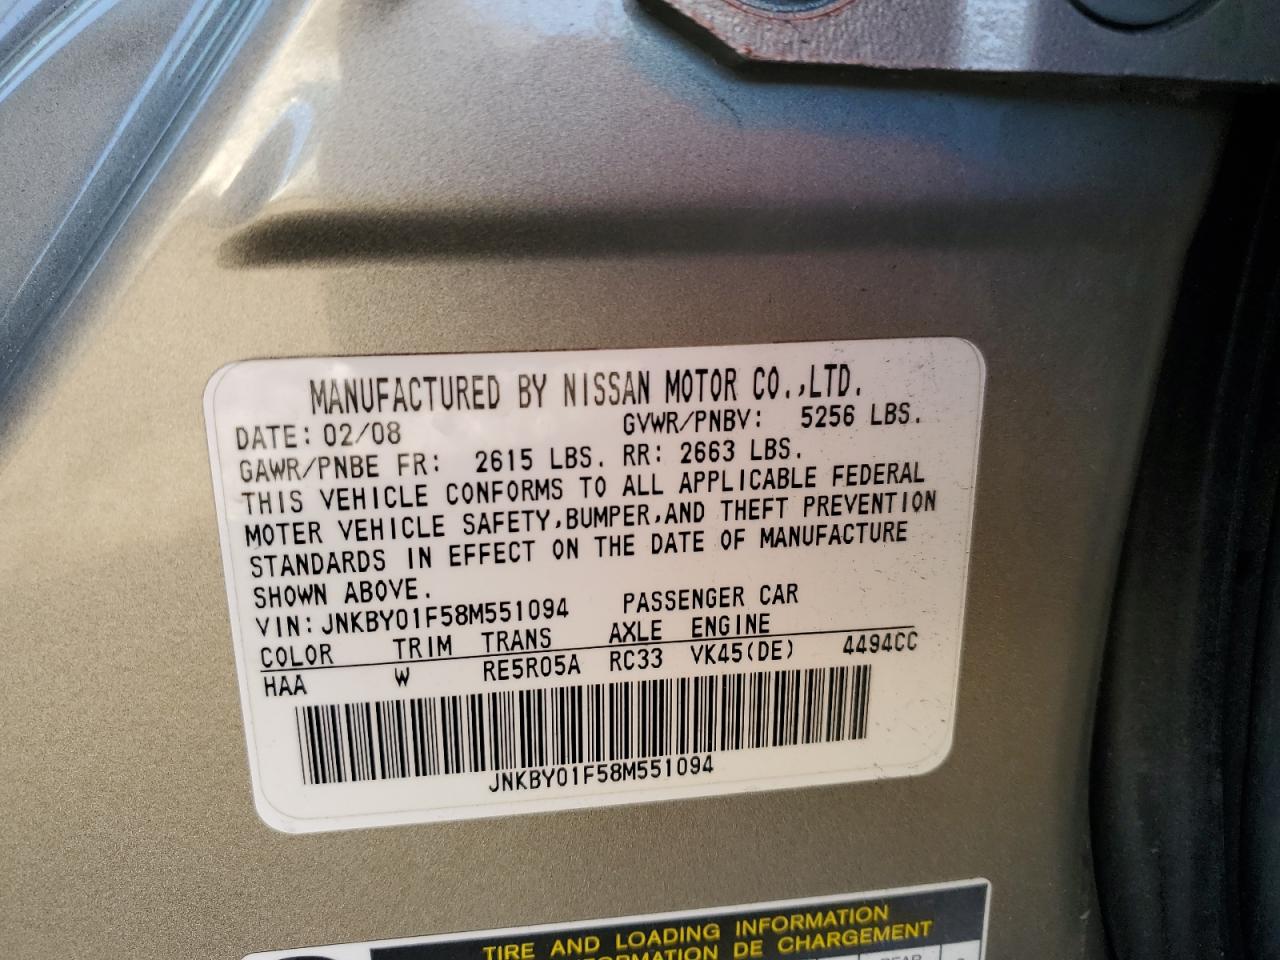 MANUFACTURED BY NISSAN MOTOR CO.,LTD.
DATE: 02/08 GVWR/PNBV: 5256 LBS.
GAWR/PNBE FR: 2615 LBS. RR: 2663 LBS.
THIS VEHICLE CONFORMS TO ALL APPLICABLE FEDERAL
MOTER VEHICLE SAFETY,BUMPER,AND THEFT PREVENTION
STANDARDS IN EFFECT ON THE DATE OF MANUFACTURE
SHOWN ABOVE.
VIN: JNKBY01F58M551094 PASSENGER CAR
COLOR TRIM TRANS AXLE ENGINE
HAA W RE5R05A RC33 VK45(DE) 4494CC
JNKBY01F58M551094
TIRE AND LOADING INFORMATION
DE CHARGEMENT